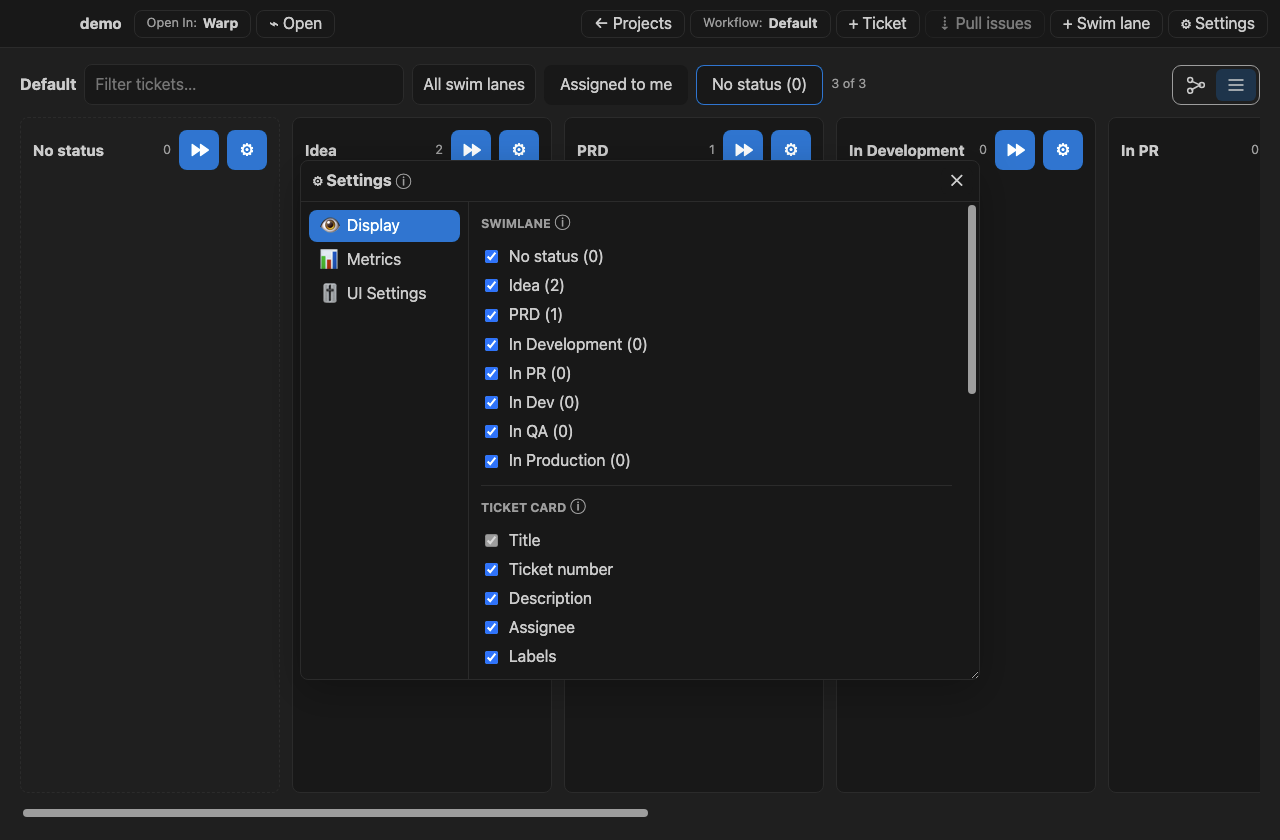 demo Open In: Warp ⌁ Open ← Projects Workflow: Default + Ticket ⇣ Pull issues + Swim lane ⚙ Settings
Default Filter tickets... All swim lanes Assigned to me No status (0) 3 of 3
No status 0 Idea 2 PRD 1 In Development 0 In PR 0
⚙ Settings ⓘ ✕
Display
Metrics
UI Settings
SWIMLANE ⓘ
No status (0)
Idea (2)
PRD (1)
In Development (0)
In PR (0)
In Dev (0)
In QA (0)
In Production (0)
TICKET CARD ⓘ
Title
Ticket number
Description
Assignee
Labels